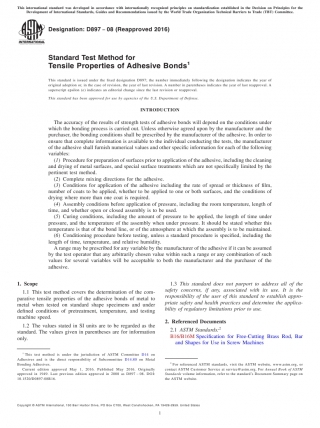 This international standard was developed in accordance with internationally recognized principles on standardization established in the Decision on Principles for the
Development of International Standards, Guides and Recommendations issued by the World Trade Organization Technical Barriers to Trade (TBT) Committee.
Designation: D897 − 08 (Reapproved 2016)
Standard Test Method for
Tensile Properties of Adhesive Bonds1
This standard is issued under the fixed designation D897; the number immediately following the designation indicates the year of
original adoption or, in the case of revision, the year of last revision. A number in parentheses indicates the year of last reapproval. A
superscript epsilon (ε) indicates an editorial change since the last revision or reapproval.
This standard has been approved for use by agencies of the U.S. Department of Defense.
INTRODUCTION
The accuracy of the results of strength tests of adhesive bonds will depend on the conditions under
which the bonding process is carried out. Unless otherwise agreed upon by the manufacturer and the
purchaser, the bonding conditions shall be prescribed by the manufacturer of the adhesive. In order to
ensure that complete information is available to the individual conducting the tests, the manufacturer
of the adhesive shall furnish numerical values and other specific information for each of the following
variables:
(1) Procedure for preparation of surfaces prior to application of the adhesive, including the cleaning
and drying of metal surfaces, and special surface treatments which are not specifically limited by the
pertinent test method.
(2) Complete mixing directions for the adhesive.
(3) Conditions for application of the adhesive including the rate of spread or thickness of film,
number of coats to be applied, whether to be applied to one or both surfaces, and the conditions of
drying where more than one coat is required.
(4) Assembly conditions before application of pressure, including the room temperature, length of
time, and whether open or closed assembly is to be used.
(5) Curing conditions, including the amount of pressure to be applied, the length of time under
pressure, and the temperature of the assembly when under pressure. It should be stated whether this
temperature is that of the bond line, or of the atmosphere at which the assembly is to be maintained.
(6) Conditioning procedure before testing, unless a standard procedure is specified, including the
length of time, temperature, and relative humidity.
A range may be prescribed for any variable by the manufacturer of the adhesive if it can be assumed
by the test operator that any arbitrarily chosen value within such a range or any combination of such
values for several variables will be acceptable to both the manufacturer and the purchaser of the
adhesive.
1. Scope
1.1 This test method covers the determination of the com-
parative tensile properties of the adhesive bonds of metal to
metal when tested on standard shape specimens and under
defined conditions of pretreatment, temperature, and testing
machine speed.
1.2 The values stated in SI units are to be regarded as the
standard. The values given in parentheses are for information
only.
1.3 This standard does not purport to address all of the
safety concerns, if any, associated with its use. It is the
responsibility of the user of this standard to establish appro-
priate safety and health practices and determine the applica-
bility of regulatory limitations prior to use.
2. Referenced Documents
2.1 ASTM Standards:2
B16/B16M Specification for Free-Cutting Brass Rod, Bar
and Shapes for Use in Screw Machines
1 This test method is under the jurisdiction of ASTM Committee D14 on
Adhesives and is the direct responsibility of Subcommittee D14.80 on Metal
Bonding Adhesives.
Current edition approved May 1, 2016. Published May 2016. Originally
approved in 1946. Last previous edition approved in 2008 as D897 – 08. DOI:
10.1520/D0897-08R16.
2 For referenced ASTM standards, visit the ASTM website, www.astm.org, or
contact ASTM Customer Service at service@astm.org. For Annual Book of ASTM
Standards volume information, refer to the standard's Document Summary page on
the ASTM website.
Copyright © ASTM International, 100 Barr Harbor Drive, PO Box C700, West Conshohocken, PA 19428-2959. United States
1